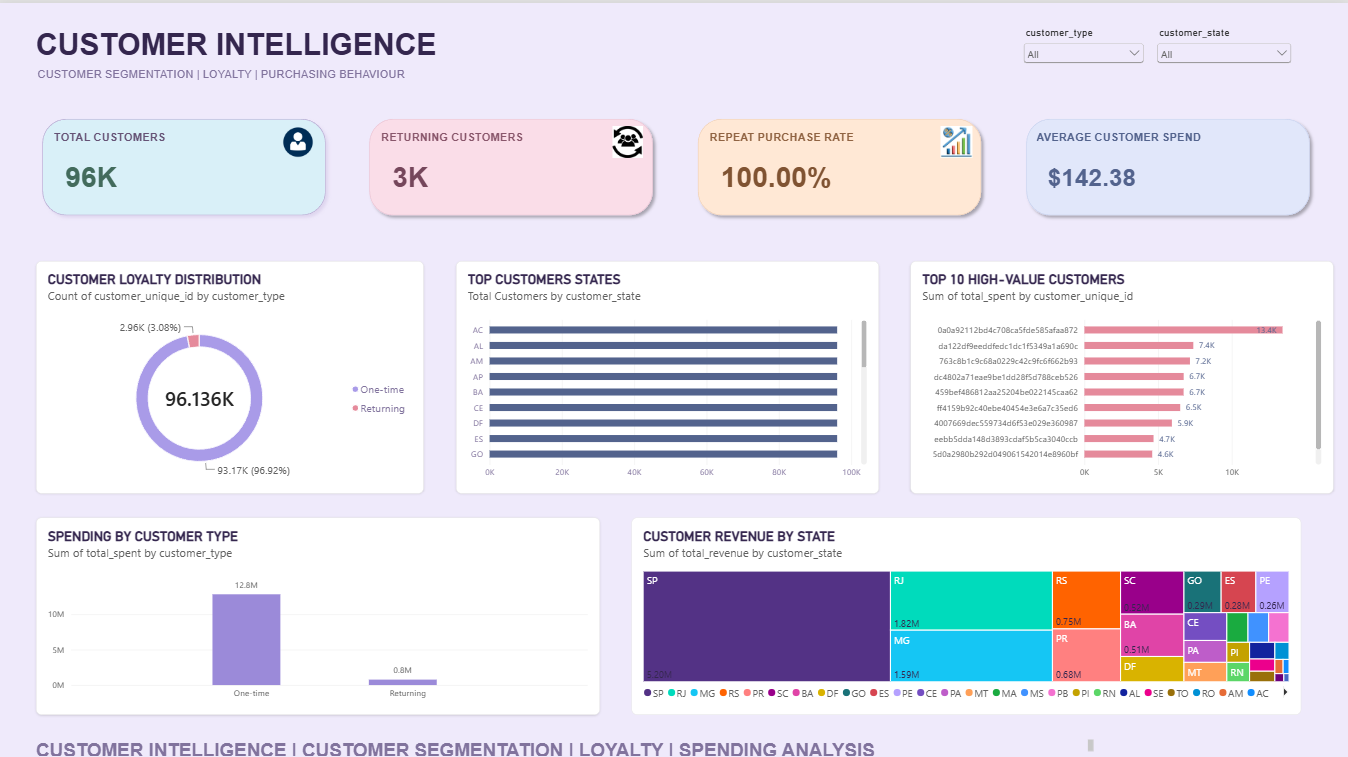 CUSTOMER INTELLIGENCE
CUSTOMER SEGMENTATION | LOYALTY | PURCHASING BEHAVIOUR
customer_type
All
customer_state
All
TOTAL CUSTOMERS
96K
RETURNING CUSTOMERS
3K
REPEAT PURCHASE RATE
100.00%
AVERAGE CUSTOMER SPEND
$142.38
CUSTOMER LOYALTY DISTRIBUTION
Count of customer_unique_id by customer_type
2.96K (3.08%)
96.136K
93.17K (96.92%)
One-time
Returning
TOP CUSTOMERS STATES
Total Customers by customer_state
AC
AL
AM
AP
BA
CE
DF
ES
GO
0K 20K 40K 60K 80K 100K
TOP 10 HIGH-VALUE CUSTOMERS
Sum of total_spent by customer_unique_id
0a0a92112bd4c708ca5fde585afaa872 13.4K
da122df9eeddfedc1dc1f5349a1a690c 7.4K
763c8b1c9c68a0229c42c9fc6f662b93 7.2K
dc4802a71eae9be1dd28f5d788ceb526 6.7K
459bef486812aa25204be022145caa62 6.7K
ff4159b92c40ebe40454e3e6a7c35ed6 6.5K
4007669dec559734d6f53e029e360987 5.9K
eebb5dda148d3893cdaf5b5ca3040ccb 4.7K
5d0a2980b292d049061542014e8960bf 4.6K
0K 5K 10K
SPENDING BY CUSTOMER TYPE
Sum of total_spent by customer_type
10M
5M
0M
12.8M
0.8M
One-time
Returning
CUSTOMER REVENUE BY STATE
Sum of total_revenue by customer_state
SP
5.20M
RJ
1.82M
MG
1.59M
RS
0.75M
PR
0.68M
SC
BA
0.51M
DF
GO
0.29M
ES
0.28M
PE
0.26M
CE
PA
MT
PI
RN
SP RJ MG RS PR SC BA DF GO ES PE CE PA MT MA MS PB PI RN AL SE TO RO AM AC
CUSTOMER INTELLIGENCE | CUSTOMER SEGMENTATION | LOYALTY | SPENDING ANALYSIS